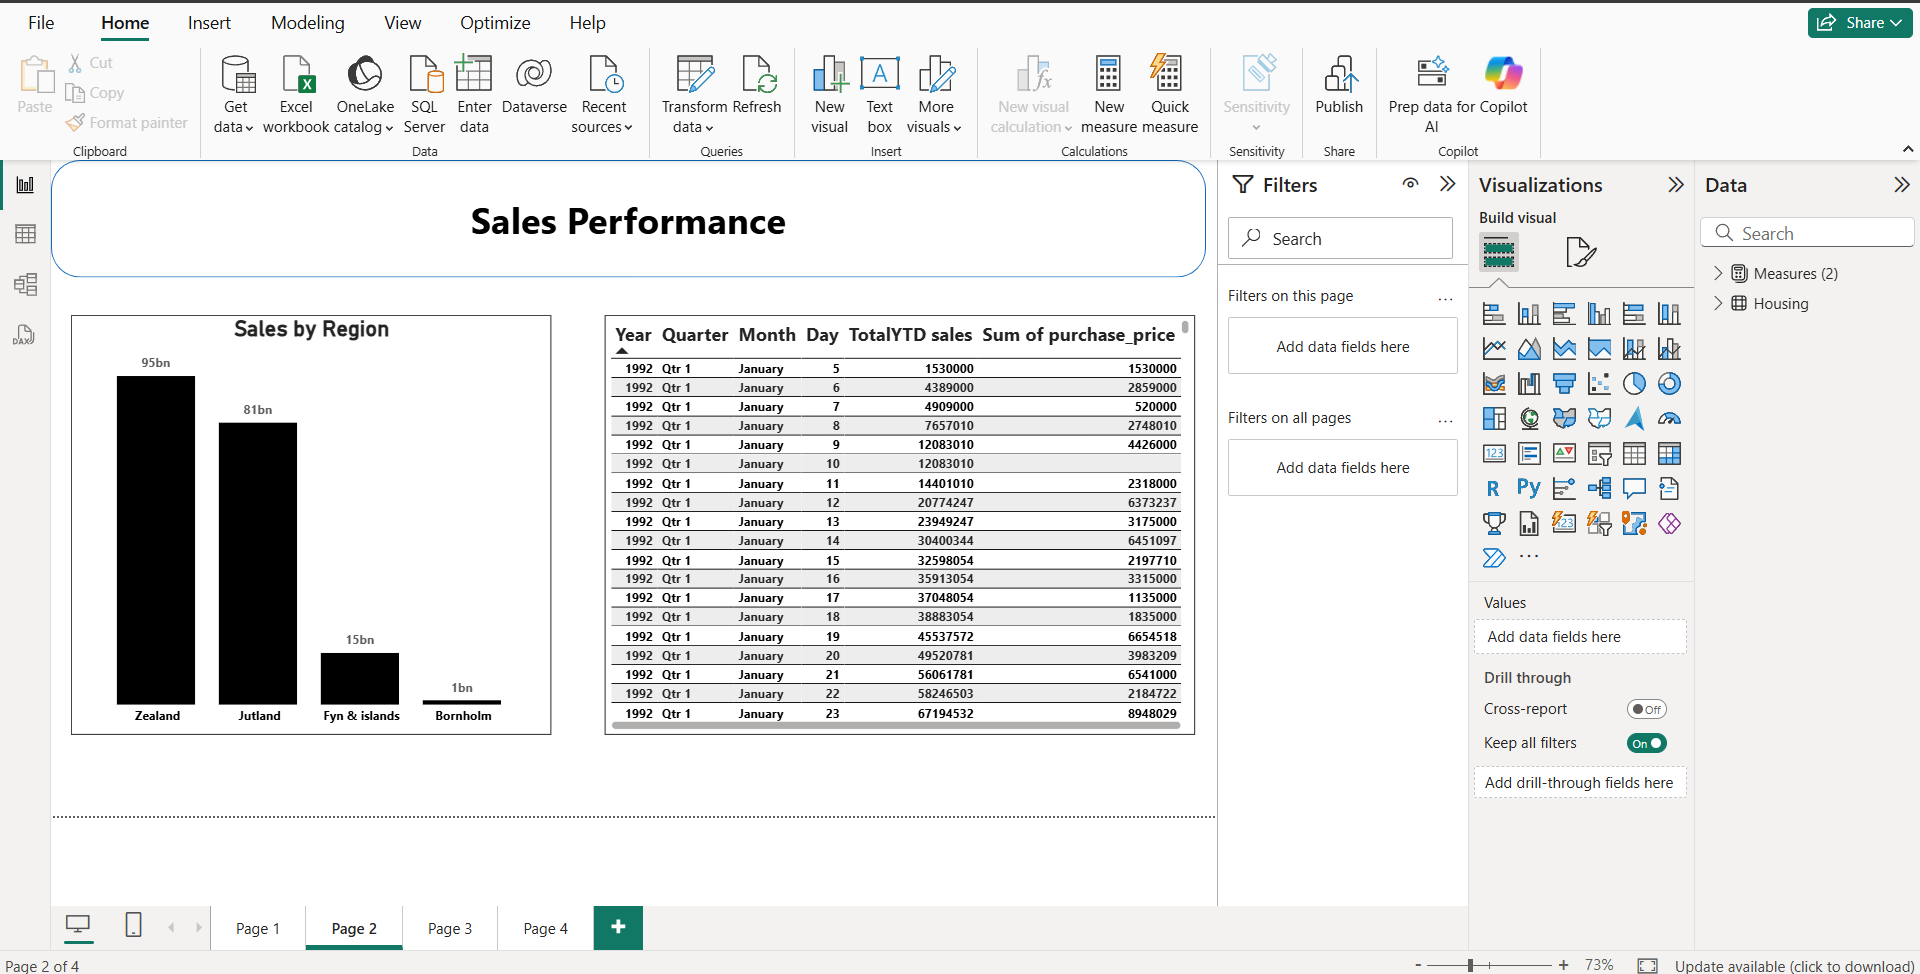 File Home Insert Modeling View Optimize Help Share
Paste Cut Copy Format painter
Clipboard
Get data Excel workbook OneLake catalog SQL Server Enter data Dataverse Recent sources
Data
Transform data Refresh
Queries
New visual Text box More visuals
Insert
New visual calculation New measure Quick measure
Calculations
Sensitivity
Sensitivity
Publish
Share
Prep data for AI Copilot
Copilot
Sales Performance
Sales by Region
95bn
81bn
15bn
1bn
Zealand Jutland Fyn & islands Bornholm
Year Quarter Month Day TotalYTD sales Sum of purchase_price
1992 Qtr 1 January 5 1530000 1530000
1992 Qtr 1 January 6 4389000 2859000
1992 Qtr 1 January 7 4909000 520000
1992 Qtr 1 January 8 7657010 2748010
1992 Qtr 1 January 9 12083010 4426000
1992 Qtr 1 January 10 12083010
1992 Qtr 1 January 11 14401010 2318000
1992 Qtr 1 January 12 20774247 6373237
1992 Qtr 1 January 13 23949247 3175000
1992 Qtr 1 January 14 30400344 6451097
1992 Qtr 1 January 15 32598054 2197710
1992 Qtr 1 January 16 35913054 3315000
1992 Qtr 1 January 17 37048054 1135000
1992 Qtr 1 January 18 38883054 1835000
1992 Qtr 1 January 19 45537572 6654518
1992 Qtr 1 January 20 49520781 3983209
1992 Qtr 1 January 21 56061781 6541000
1992 Qtr 1 January 22 58246503 2184722
1992 Qtr 1 January 23 67194532 8948029
Filters
Search
Filters on this page ...
Add data fields here
Filters on all pages ...
Add data fields here
Visualizations
Build visual
123
R Py
123
...
Values
Add data fields here
Drill through
Cross-report Off
Keep all filters On
Add drill-through fields here
Data
Search
Measures (2)
Housing
DAX
Page 1 Page 2 Page 3 Page 4 +
Page 2 of 4
- + 73% Update available (click to download)